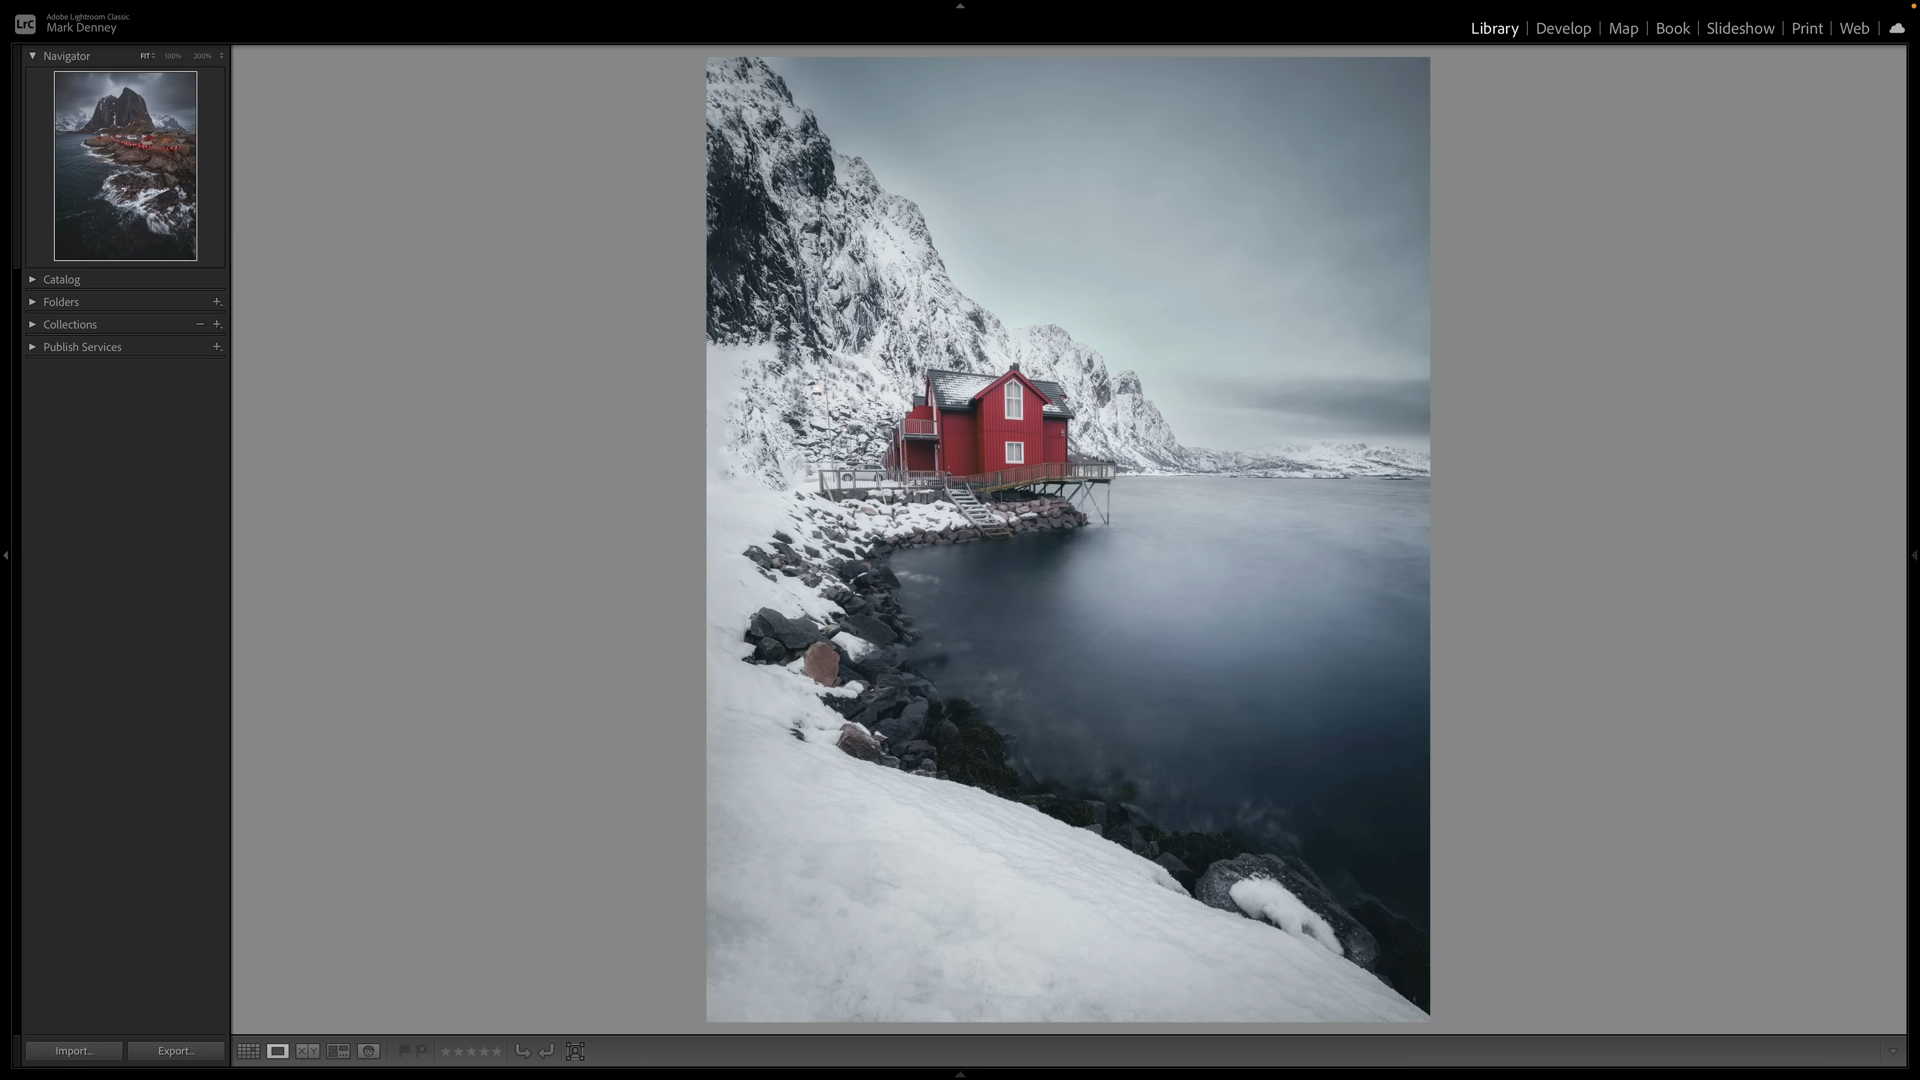 LrC
Adobe Lightroom Classic
Mark Denney
Library | Develop | Map | Book | Slideshow | Print | Web
Navigator FIT 100% 200%
Catalog
Folders
Collections
Publish Services
Import... Export...
X Y